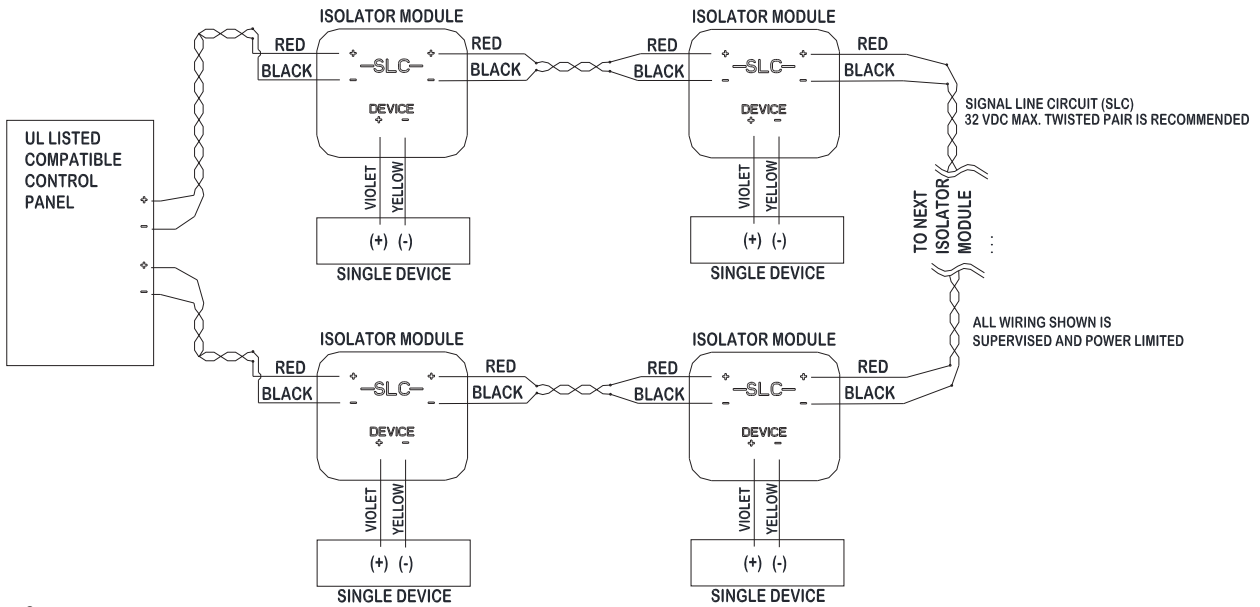 ISOLATOR MODULE
ISOLATOR MODULE
RED
RED
RED
RED
+ +
+ +
-SLC-
-SLC-
BLACK
BLACK
BLACK
BLACK
- -
- -
DEVICE
+ -
DEVICE
+ -
SIGNAL LINE CIRCUIT (SLC)
32 VDC MAX. TWISTED PAIR IS RECOMMENDED
UL LISTED
COMPATIBLE
CONTROL
PANEL
+
-
+
-
VIOLET
YELLOW
VIOLET
YELLOW
(+) (-)
SINGLE DEVICE
(+) (-)
SINGLE DEVICE
TO NEXT
ISOLATOR
MODULE
...
ALL WIRING SHOWN IS
SUPERVISED AND POWER LIMITED
ISOLATOR MODULE
ISOLATOR MODULE
RED
RED
RED
RED
+ +
+ +
-SLC-
-SLC-
BLACK
BLACK
BLACK
BLACK
- -
- -
DEVICE
+ -
DEVICE
+ -
VIOLET
YELLOW
VIOLET
YELLOW
(+) (-)
SINGLE DEVICE
(+) (-)
SINGLE DEVICE